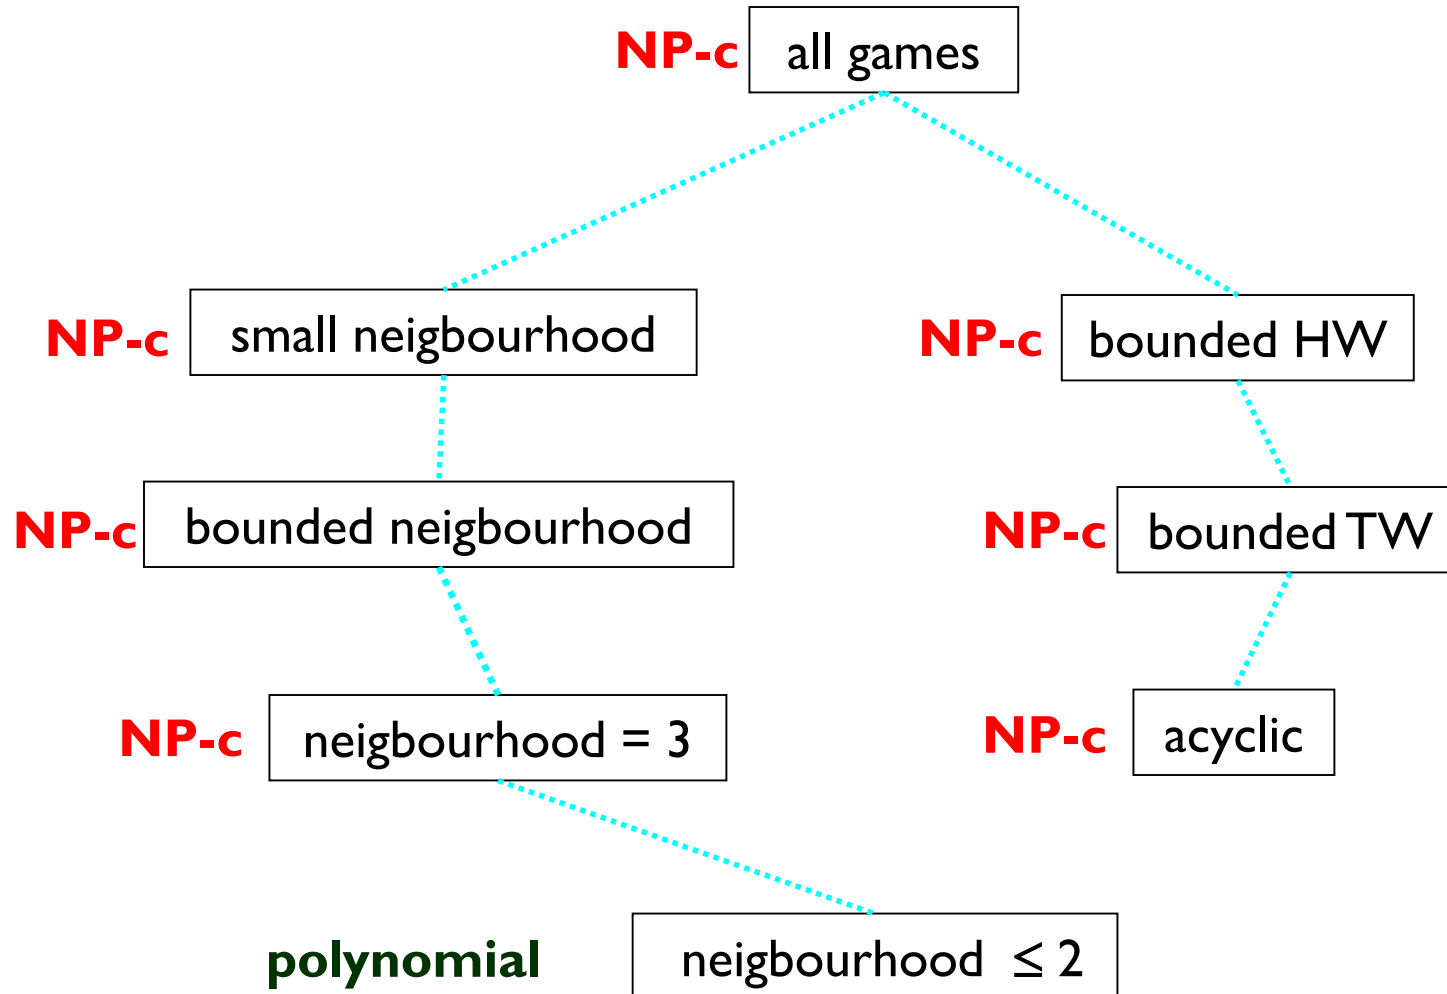 NP-c all games
NP-c small neigbourhood
NP-c bounded HW
NP-c bounded neigbourhood
NP-c bounded TW
NP-c neigbourhood = 3
NP-c acyclic
polynomial neigbourhood ≤ 2